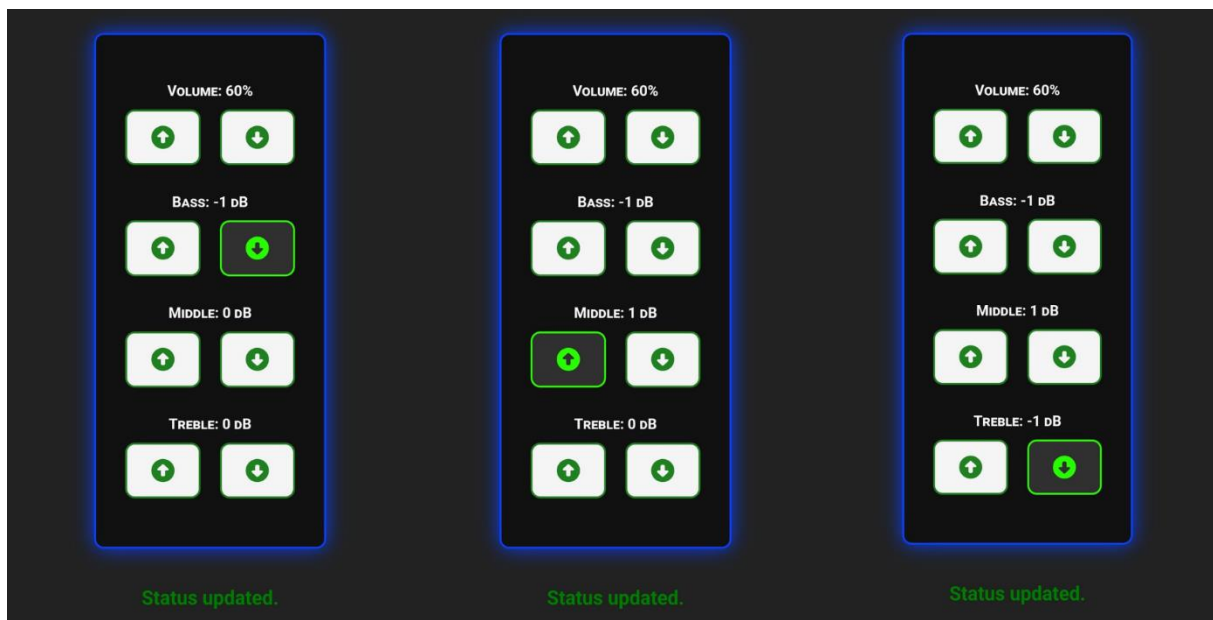 Volume: 60%
Bass: -1 dB
Middle: 0 dB
Treble: 0 dB
Status updated.
Volume: 60%
Bass: -1 dB
Middle: 1 dB
Treble: 0 dB
Status updated.
Volume: 60%
Bass: -1 dB
Middle: 1 dB
Treble: -1 dB
Status updated.